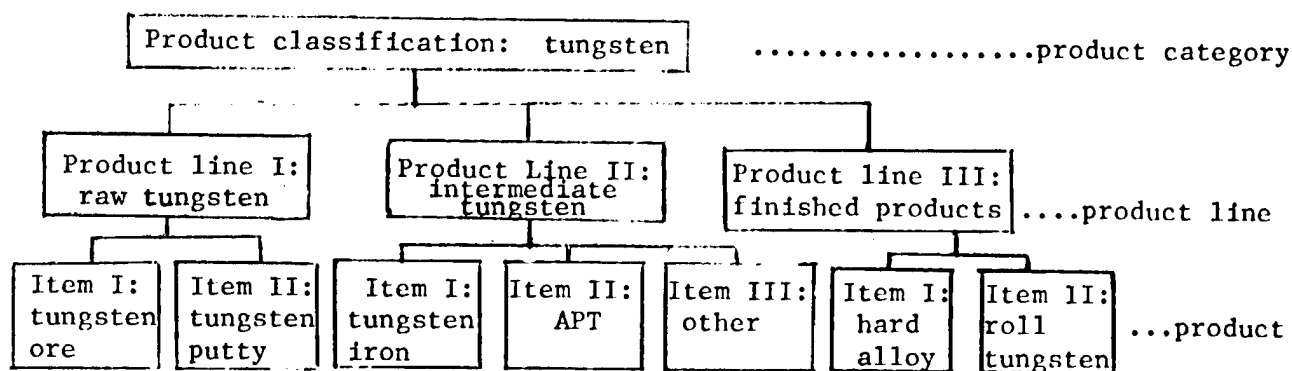 Product classification: tungsten ..................product category
Product line I:
raw tungsten
Product Line II:
intermediate
tungsten
Product line III:
finished products ....product line
Item I:
tungsten
ore
Item II:
tungsten
putty
Item I:
tungsten
iron
Item II:
APT
Item III:
other
Item I:
hard
alloy
Item II:
roll
tungsten
...product